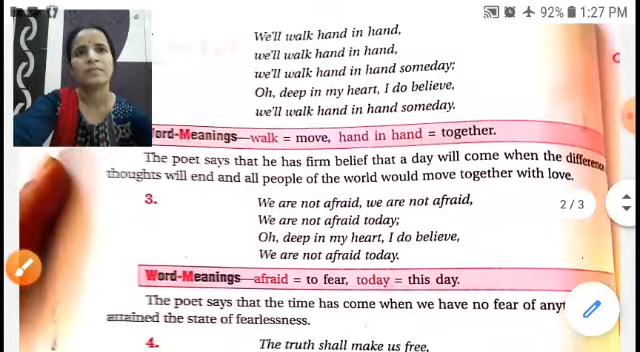 92% 1:27 PM
We'll walk hand in hand,
we'll walk hand in hand,
we'll walk hand in hand someday;
Oh, deep in my heart, I do believe,
we'll walk hand in hand someday.
ord-Meanings—walk = move, hand in hand = together.
The poet says that he has firm belief that a day will come when the differenc
thoughts will end and all people of the world would move together with love.
2 / 3
3.
We are not afraid, we are not afraid,
We are not afraid today;
Oh, deep in my heart, I do believe,
We are not afraid today.
Word-Meanings—afraid = to fear, today = this day.
The poet says that the time has come when we have no fear of any
attained the state of fearlessness.
4.
The truth shall make us free,